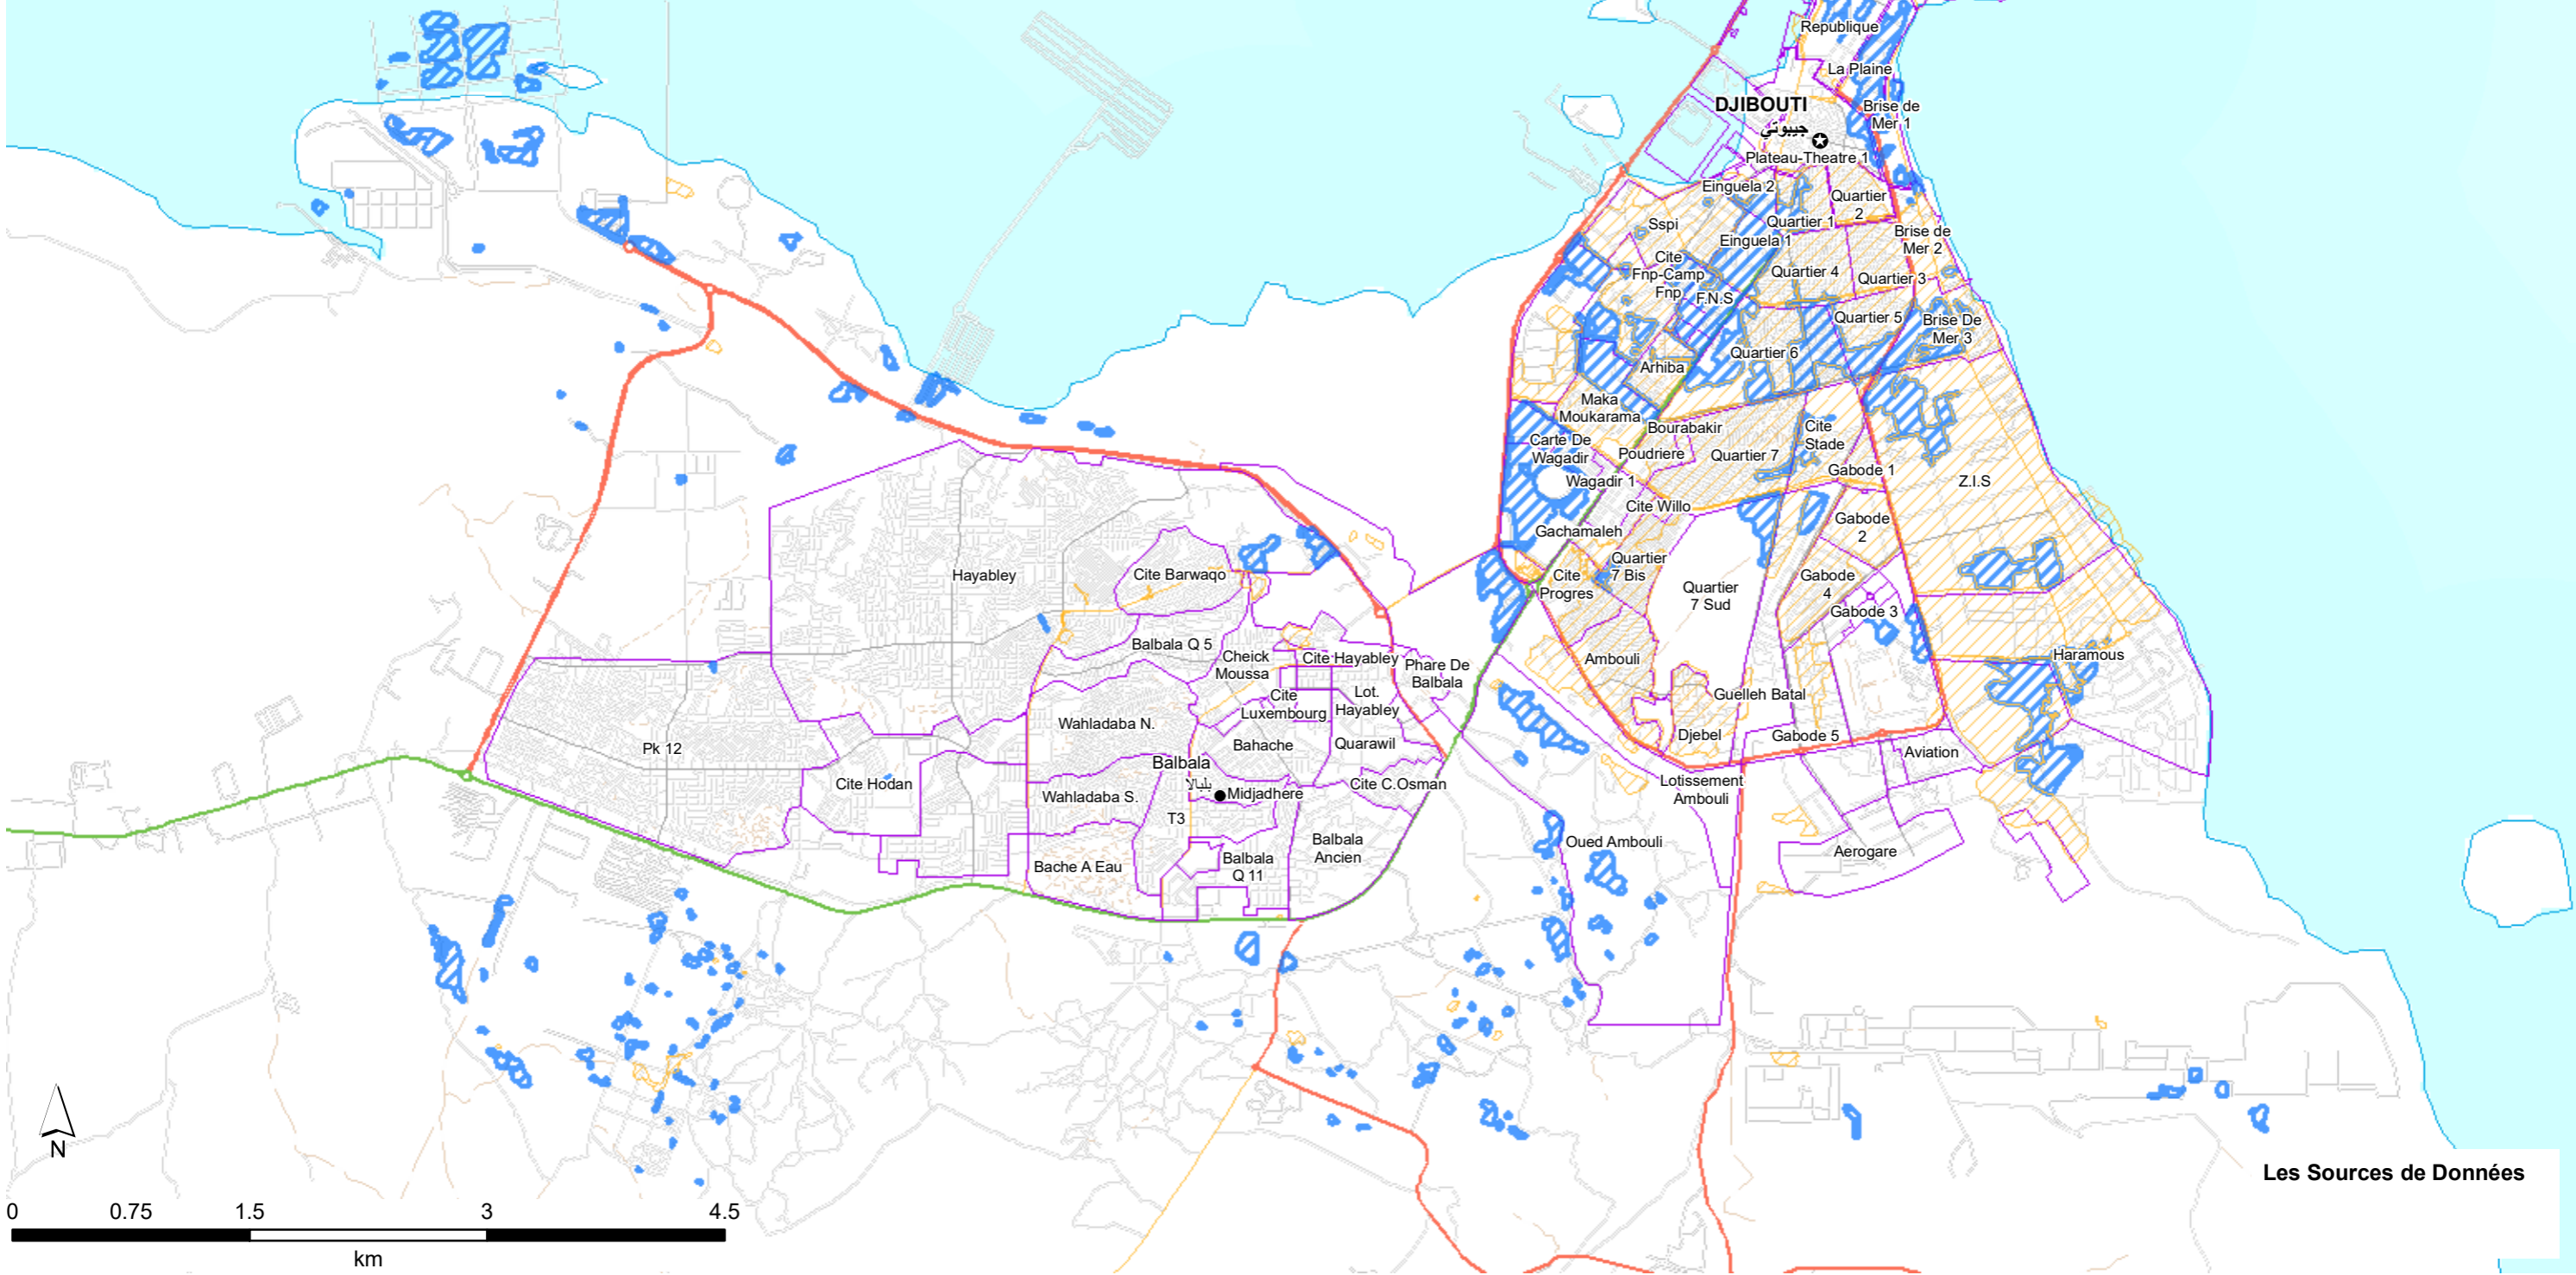 Republique
La Plaine
DJIBOUTI
جيبوتي
Brise de
Mer 1
Plateau-Theatre 1
Einguela 2
Quartier
2
Sspi
Quartier 1
Einguela 1
Brise de
Mer 2
Cite
Fnp-Camp
Fnp
Quartier 4
Quartier 3
F.N.S
Quartier 5
Brise De
Mer 3
Quartier 6
Arhiba
Maka
Moukarama
Bourabakir
Cite
Stade
Carte De
Wagadir
Poudriere
Quartier 7
Gabode 1
Wagadir 1
Z.I.S
Cite Willo
Gachamaleh
Gabode
2
Quartier
7 Bis
Cite
Progres
Quartier
7 Sud
Gabode
4
Gabode 3
Hayabley
Cite Barwaqo
Balbala Q 5
Cheick
Moussa
Cite Hayabley
Phare De
Balbala
Ambouli
Haramous
Cite
Luxembourg
Lot.
Hayabley
Guelleh Batal
Wahladaba N.
Pk 12
Bahache
Quarawil
Djebel
Gabode 5
Aviation
Balbala
بلبالا
Cite Hodan
Cite C.Osman
Lotissement
Ambouli
Wahladaba S.
Midjadhere
T3
Oued Ambouli
Balbala
Ancien
Aerogare
Bache A Eau
Balbala
Q 11
N
Les Sources de Données
0 0.75 1.5 3 4.5
km